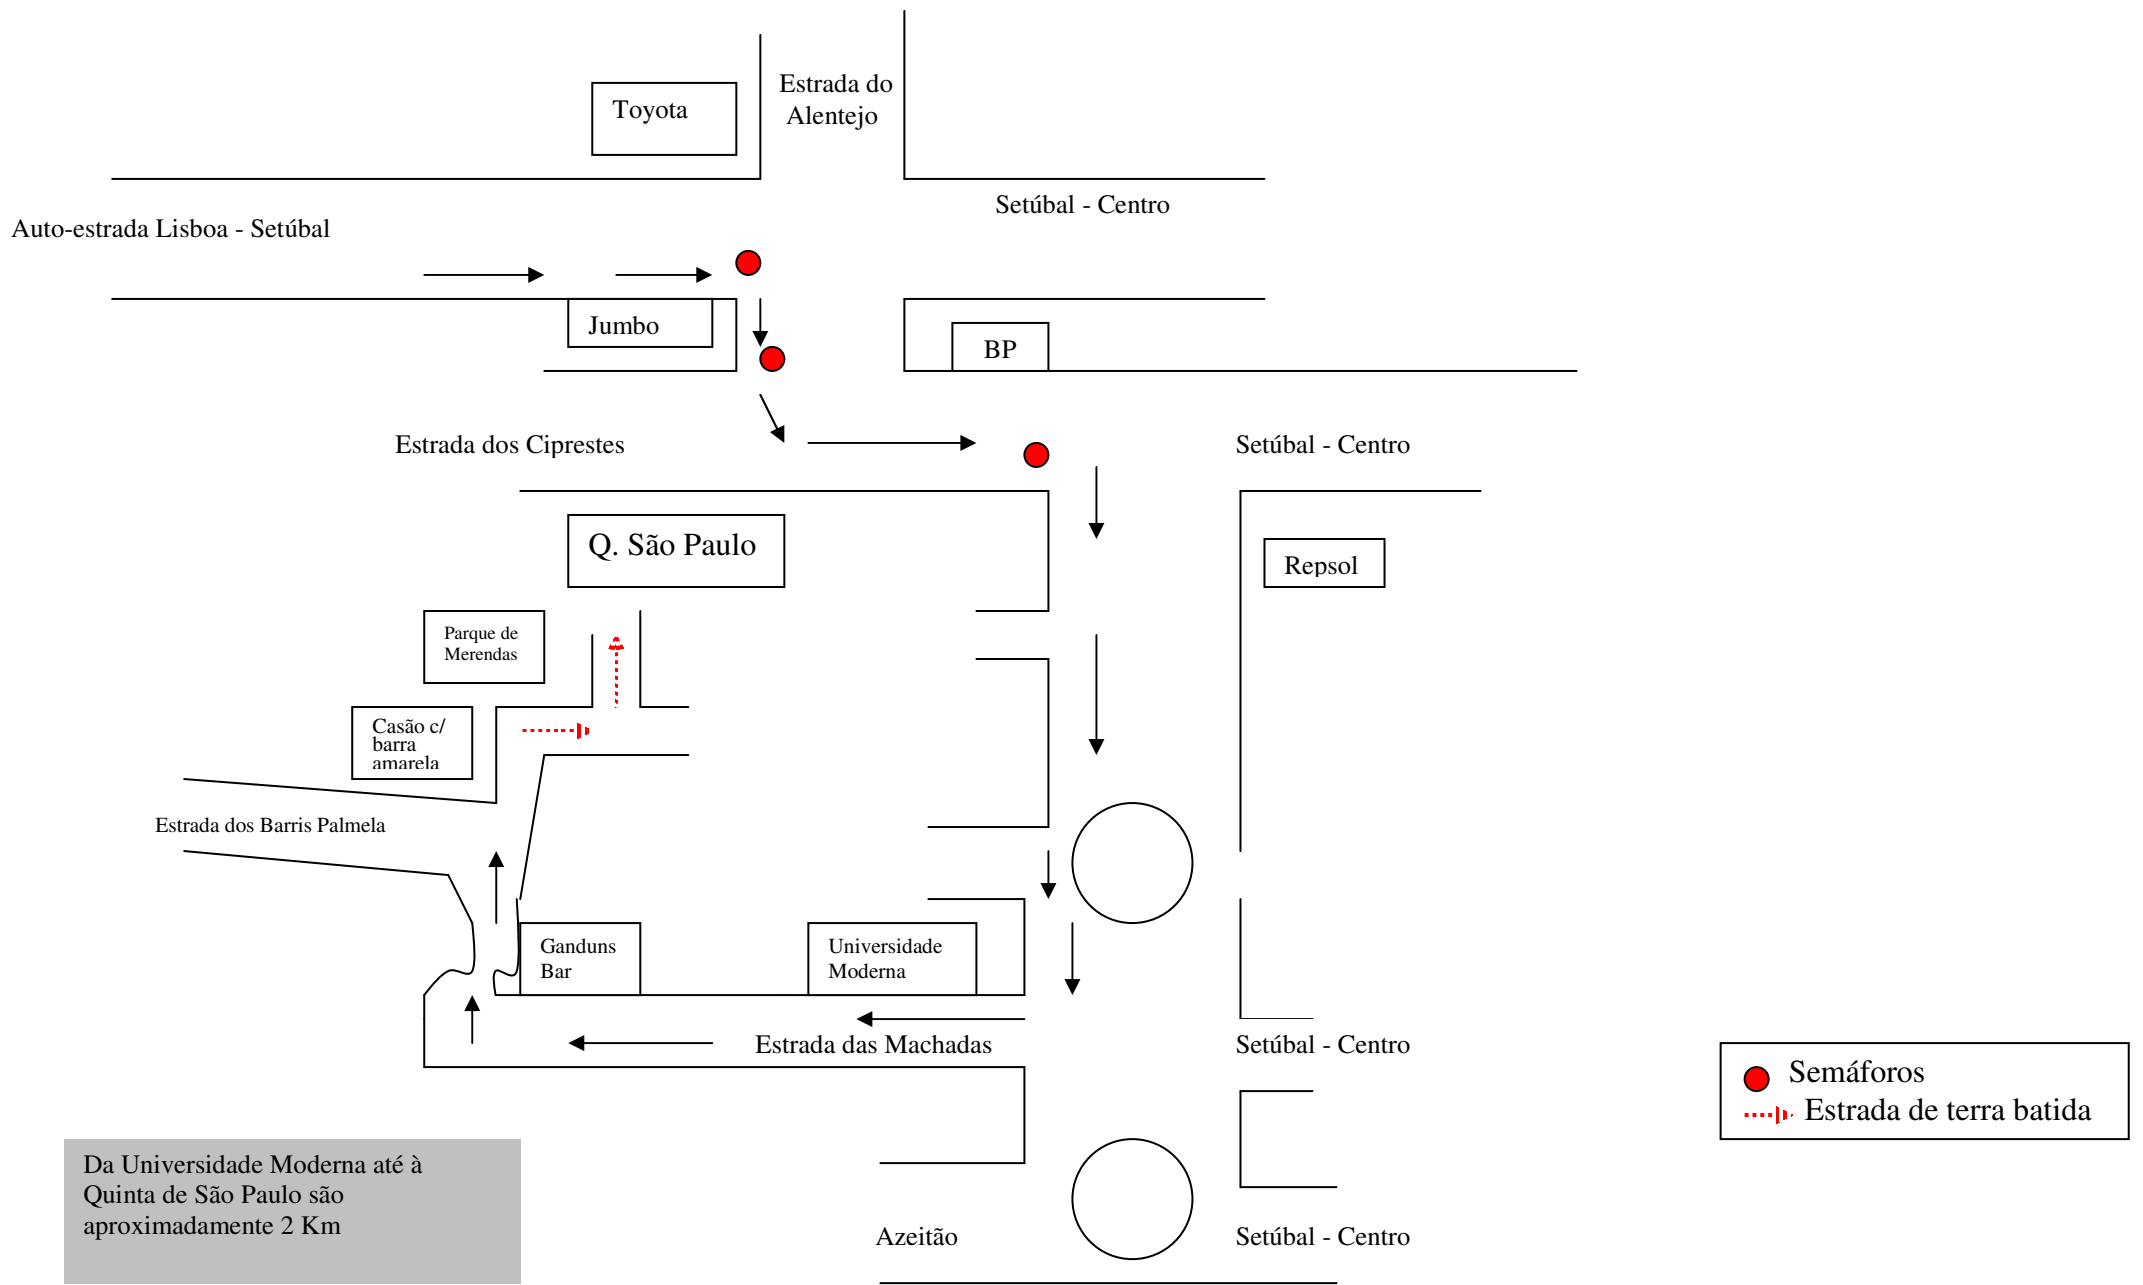 Estrada do
Alentejo
Toyota
Setúbal - Centro
Auto-estrada Lisboa - Setúbal
Jumbo
BP
Estrada dos Ciprestes
Setúbal - Centro
Q. São Paulo
Repsol
Parque de
Merendas
Casão c/
barra
amarela
Estrada dos Barris Palmela
Ganduns
Bar
Universidade
Moderna
Estrada das Machadas
Setúbal - Centro
Semáforos
Estrada de terra batida
Da Universidade Moderna até à
Quinta de São Paulo são
aproximadamente 2 Km
Azeitão
Setúbal - Centro